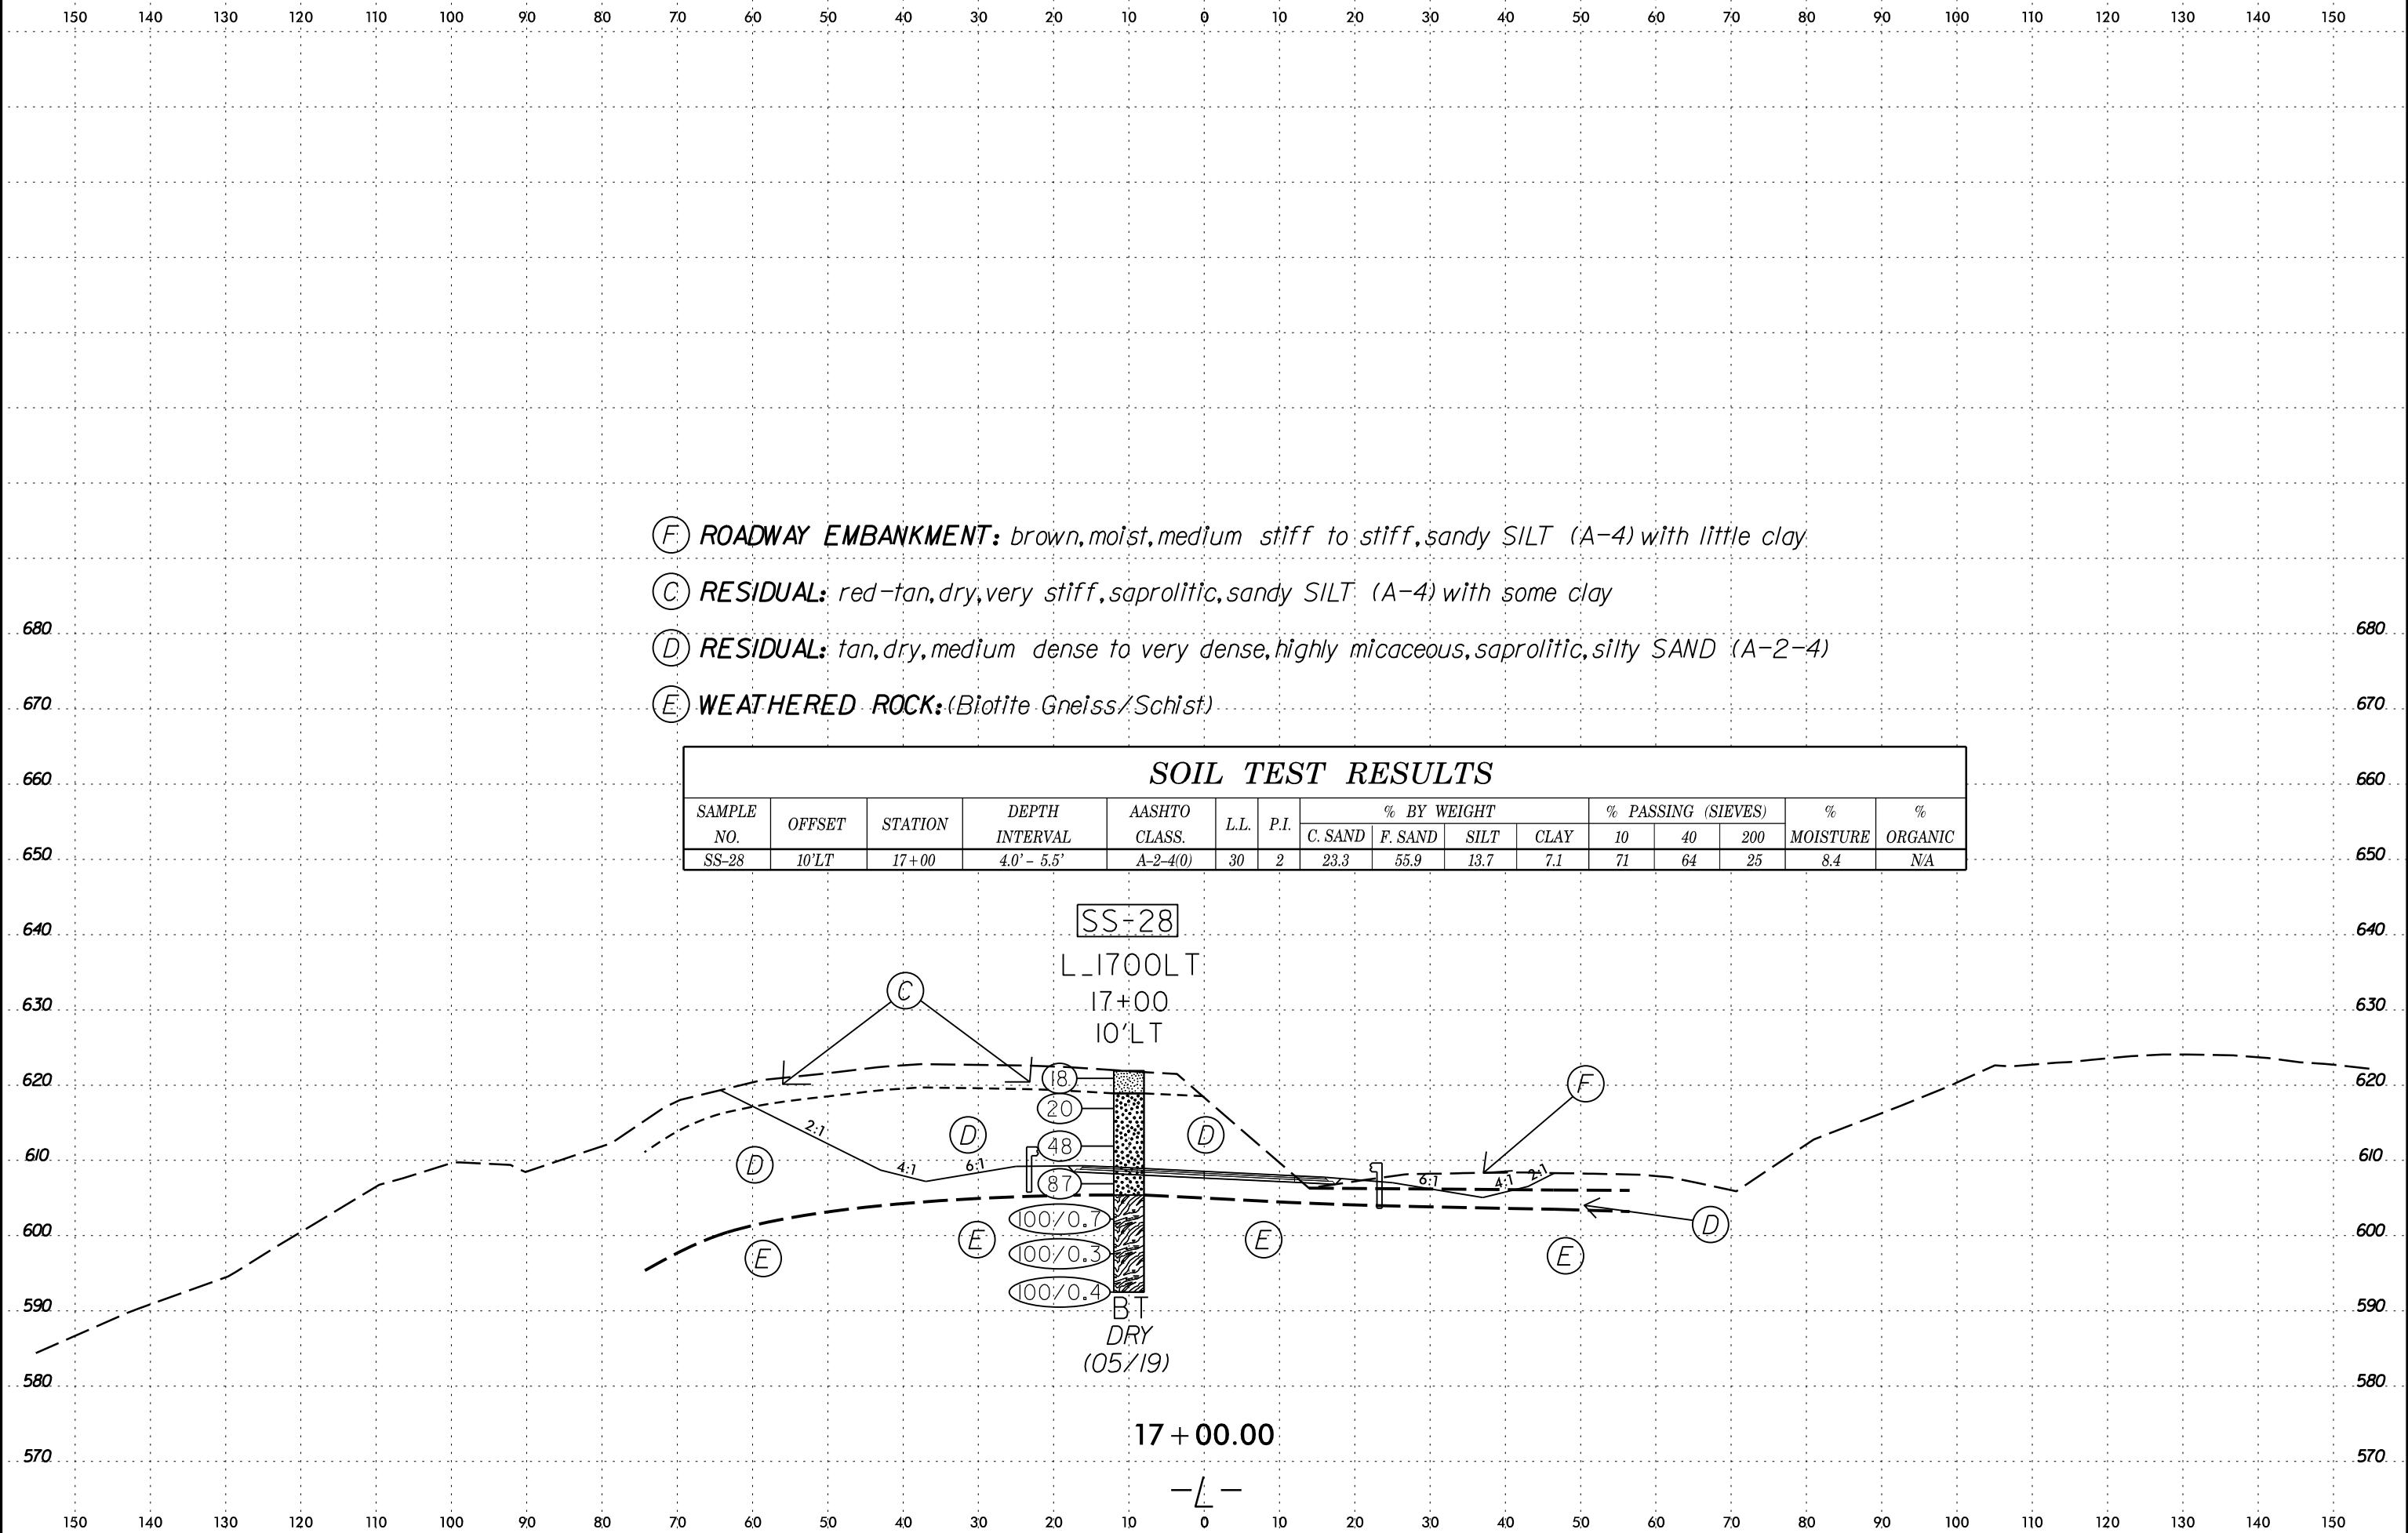 150 140 130 120 110 100 90 80 70 60 50 40 30 20 10 0 10 20 30 40 50 60 70 80 90 100 110 120 130 140 150
F ROADWAY EMBANKMENT: brown, moist, medium stiff to stiff, sandy SILT (A-4) with little clay
C RESIDUAL: red-tan, dry, very stiff, saprolitic, sandy SILT (A-4) with some clay
680 680
D RESIDUAL: tan, dry, medium dense to very dense, highly micaceous, saprolitic, silty SAND (A-2-4)
670 670
E WEATHERED ROCK: (Biotite Gneiss/Schist)
660 660
SOIL TEST RESULTS
SAMPLE NO. OFFSET STATION DEPTH INTERVAL AASHTO CLASS. L.L. P.I. % BY WEIGHT % PASSING (SIEVES) % MOISTURE % ORGANIC
C. SAND F. SAND SILT CLAY 10 40 200
650 650
SS-28 10'LT 17+00 4.0' - 5.5' A-2-4(0) 30 2 23.3 55.9 13.7 7.1 71 64 25 8.4 N/A
SS-28
640 640
L_1700LT
630 630
C
17+00
10'LT
620 620
18
F
20
2:1
D
D
48
610 610
D
4:1 6:1
6:1 4:1 2:1
87
D
100/0.7
600 600
E
E
100/0.3
E
E
100/0.4
590 590
BT
DRY
(05/19)
580 580
17+00.00
570 570
-L-
150 140 130 120 110 100 90 80 70 60 50 40 30 20 10 0 10 20 30 40 50 60 70 80 90 100 110 120 130 140 150